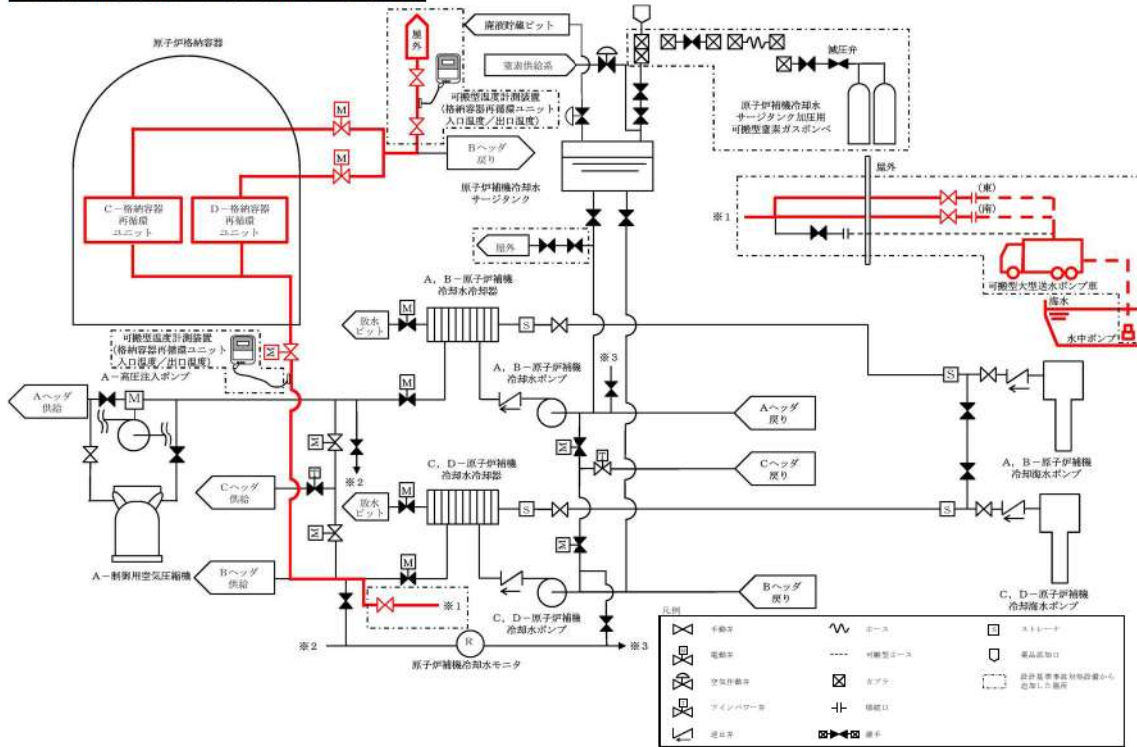 原子炉格納容器
屋外
廃液貯蔵ピット
窒素供給系
減圧弁
原子炉補機冷却水
サージタンク加圧用
可搬型窒素ガスボンベ
可搬型温度計測装置
(格納容器再循環ユニット
入口温度/出口温度)
M
M
Bヘッダ
戻り
原子炉補機冷却水
サージタンク
屋外
C-格納容器
再循環
ユニット
D-格納容器
再循環
ユニット
※1
(東)
(南)
可搬型大型送水ポンプ車
海水
水中ポンプ
屋外
A,B-原子炉補機
冷却水冷却器
M
放水
ピット
S
可搬型温度計測装置
(格納容器再循環ユニット
入口温度/出口温度)
M
※3
A,B-原子炉補機
冷却水ポンプ
S
A-高圧注入ポンプ
Aヘッダ
供給
M
M
Aヘッダ
戻り
M
M
T
Cヘッダ
戻り
A,B-原子炉補機
冷却海水ポンプ
※2
C,D-原子炉補機
冷却水冷却器
Cヘッダ
供給
T
M
放水
ピット
S
S
M
M
A-制御用空気圧縮機
Bヘッダ
供給
M
Bヘッダ
戻り
C,D-原子炉補機
冷却海水ポンプ
※1
C,D-原子炉補機
冷却水ポンプ
※2
R
※3
原子炉補機冷却水モニタ
凡例
手動弁
ホース
S
ストレーナ
M
電動弁
可搬型ホース
薬品添加口
空気作動弁
カプラ
設計基準事故対処設備から
追加した箇所
T
ツインパワー弁
接続口
逆止弁
継手